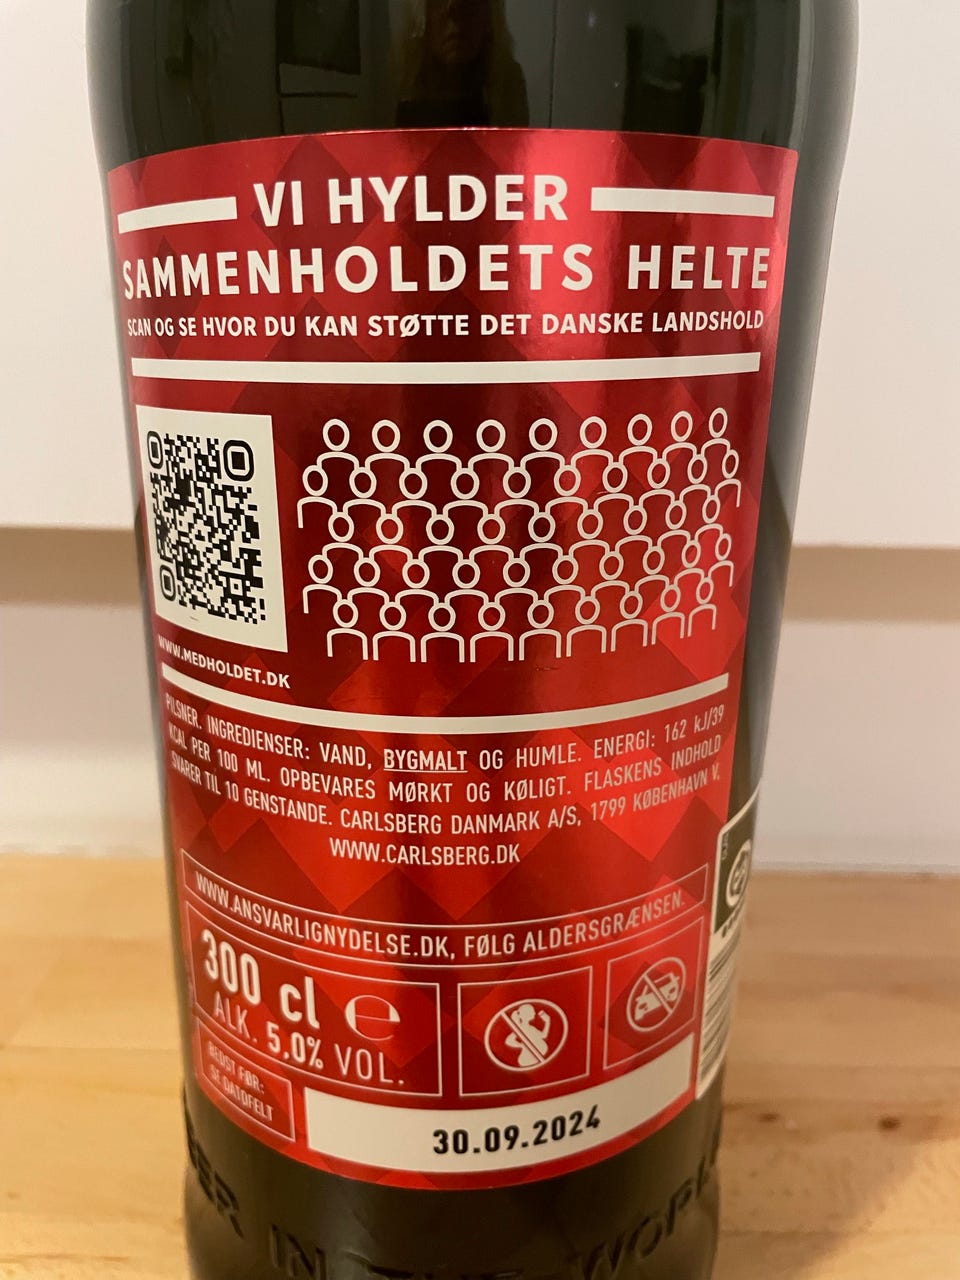 VI HYLDER
SAMMENHOLDETS HELTE
SCAN OG SE HVOR DU KAN STØTTE DET DANSKE LANDSHOLD
WWW.MEDHOLDET.DK
PILSNER. INGREDIENSER: VAND, BYGMALT OG HUMLE. ENERGI: 162 kJ/39
KCAL PER 100 ML. OPBEVARES MØRKT OG KØLIGT. FLASKENS INDHOLD
SVARER TIL 10 GENSTANDE. CARLSBERG DANMARK A/S, 1799 KØBENHAVN V.
WWW.CARLSBERG.DK
WWW.ANSVARLIGNYDELSE.DK, FØLG ALDERSGRÆNSEN.
300 cl e
ALK. 5,0% VOL.
BEDST FØR:
SE DATOFELT
30.09.2024
IN THE WORL